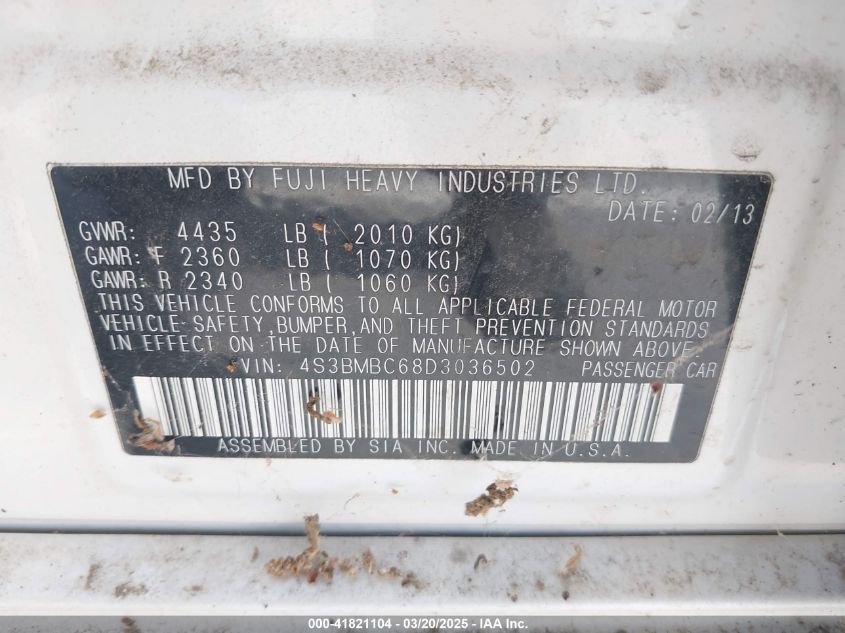 MFD BY FUJI HEAVY INDUSTRIES LTD.
DATE: 02/13
GVWR: 4435 LB ( 2010 KG)
GAWR: F 2360 LB ( 1070 KG)
GAWR: R 2340 LB ( 1060 KG)
THIS VEHICLE CONFORMS TO ALL APPLICABLE FEDERAL MOTOR
VEHICLE SAFETY,BUMPER,AND THEFT PREVENTION STANDARDS
IN EFFECT ON THE DATE OF MANUFACTURE SHOWN ABOVE.
VIN: 4S3BMBC68D3036502 PASSENGER CAR
ASSEMBLED BY SIA INC. MADE IN U.S.A.
000-41821104 - 03/20/2025 - IAA Inc.